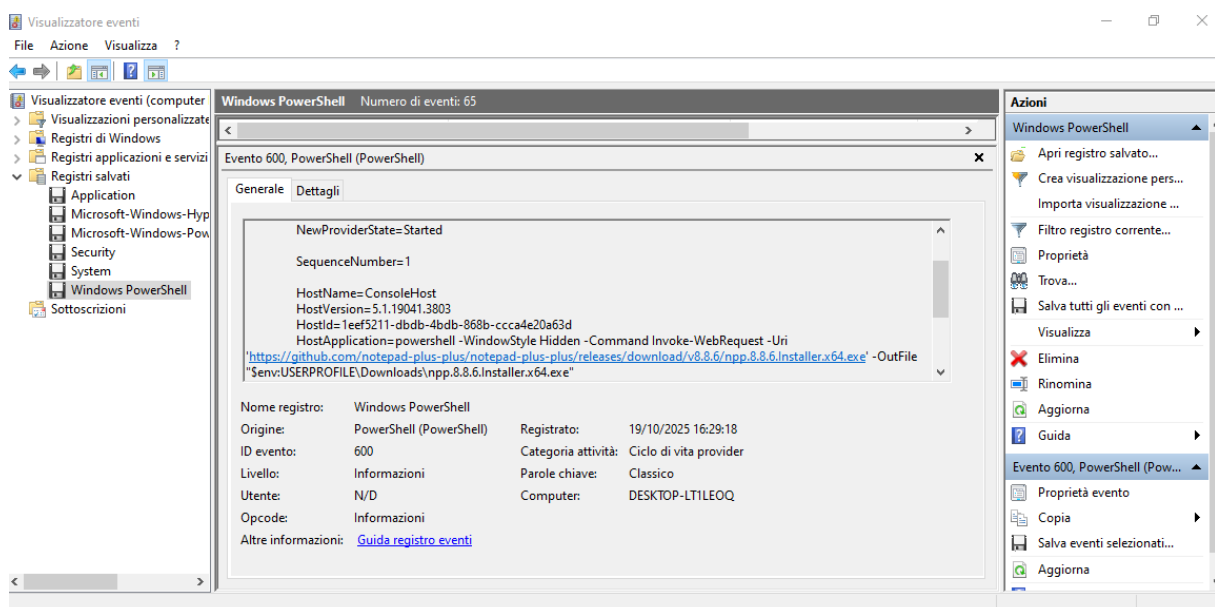 Visualizzatore eventi
File Azione Visualizza ?
Visualizzatore eventi (computer
Visualizzazioni personalizzate
Registri di Windows
Registri applicazioni e servizi
Registri salvati
Application
Microsoft-Windows-Hyp
Microsoft-Windows-Pow
Security
System
Windows PowerShell
Sottoscrizioni
Windows PowerShell Numero di eventi: 65
Evento 600, PowerShell (PowerShell)
Generale Dettagli
NewProviderState=Started
SequenceNumber=1
HostName=ConsoleHost
HostVersion=5.1.19041.3803
HostId=1eef5211-dbdb-4bdb-868b-ccca4e20a63d
HostApplication=powershell -WindowStyle Hidden -Command Invoke-WebRequest -Uri
'https://github.com/notepad-plus-plus/notepad-plus-plus/releases/download/v8.8.6/npp.8.8.6.Installer.x64.exe' -OutFile
"$env:USERPROFILE\Downloads\npp.8.8.6.Installer.x64.exe"
Nome registro: Windows PowerShell
Origine: PowerShell (PowerShell) Registrato: 19/10/2025 16:29:18
ID evento: 600 Categoria attività: Ciclo di vita provider
Livello: Informazioni Parole chiave: Classico
Utente: N/D Computer: DESKTOP-LT1LEOQ
Opcode: Informazioni
Altre informazioni: Guida registro eventi
Azioni
Windows PowerShell
Apri registro salvato...
Crea visualizzazione pers...
Importa visualizzazione ...
Filtro registro corrente...
Proprietà
Trova...
Salva tutti gli eventi con ...
Visualizza
Elimina
Rinomina
Aggiorna
Guida
Evento 600, PowerShell (Pow...
Proprietà evento
Copia
Salva eventi selezionati...
Aggiorna